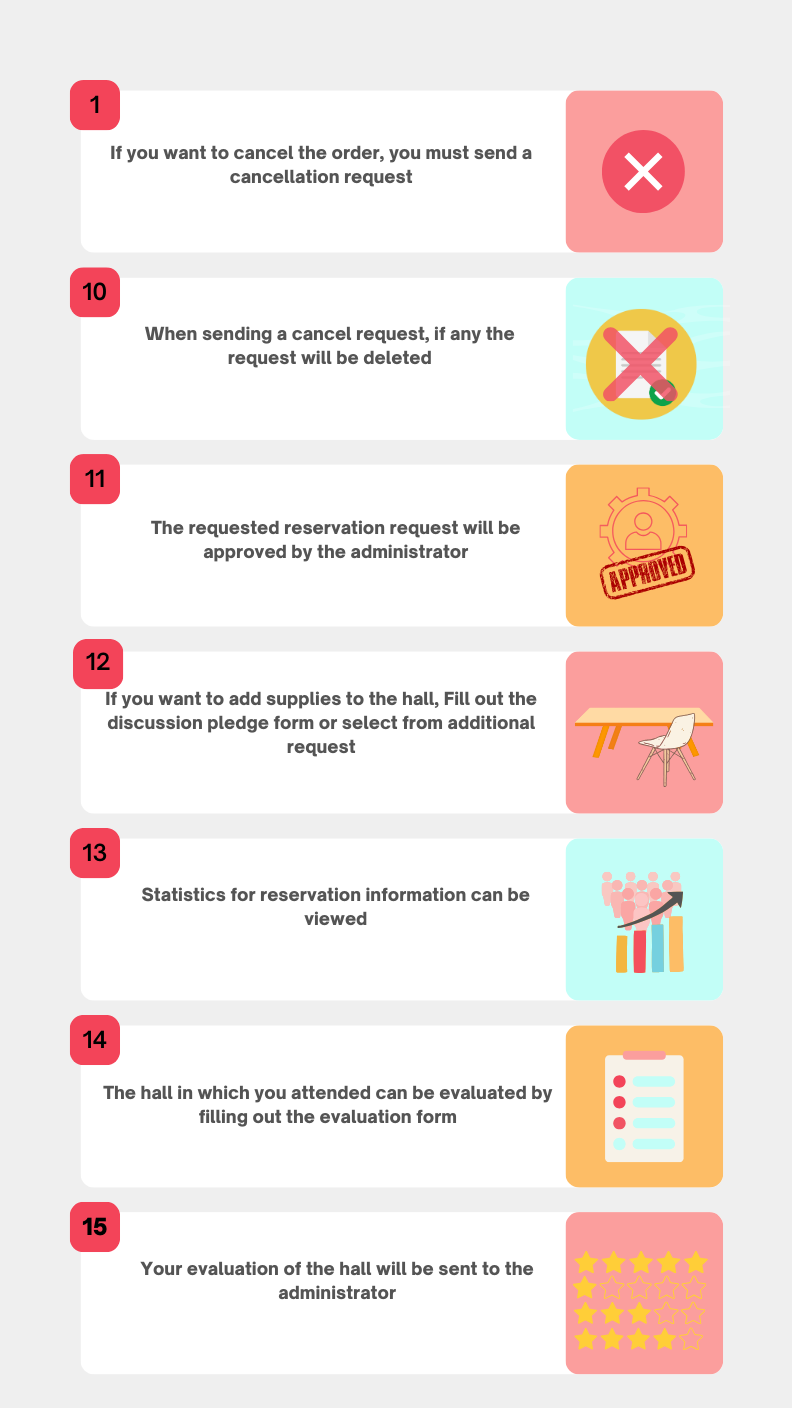 1
If you want to cancel the order, you must send a
cancellation request
10
When sending a cancel request, if any the
request will be deleted
11
The requested reservation request will be
approved by the administrator
APPROVED
12
If you want to add supplies to the hall, Fill out the
discussion pledge form or select from additional
request
13
Statistics for reservation information can be
viewed
14
The hall in which you attended can be evaluated by
filling out the evaluation form
15
Your evaluation of the hall will be sent to the
administrator